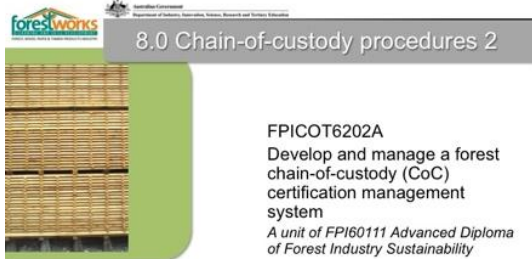 forestworks
Australian Government
Department of Industry, Innovation, Science, Research and Tertiary Education
8.0 Chain-of-custody procedures 2
FPICOT6202A
Develop and manage a forest
chain-of-custody (CoC)
certification management
system
A unit of FPI60111 Advanced Diploma
of Forest Industry Sustainability